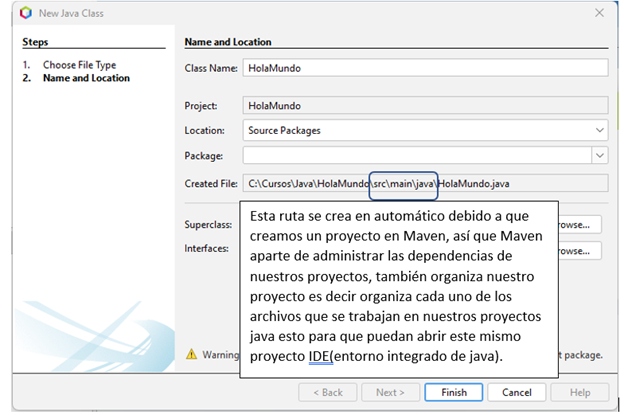 New Java Class
Steps
1. Choose File Type
2. Name and Location
Name and Location
Class Name: HolaMundo
Project: HolaMundo
Location: Source Packages
Package:
Created File: C:\Cursos\Java\HolaMundo\src\main\java\HolaMundo.java
Superclass:
Interfaces:
Esta ruta se crea en automático debido a que
creamos un proyecto en Maven, así que Maven
aparte de administrar las dependencias de
nuestros proyectos, también organiza nuestro
proyecto es decir organiza cada uno de los
archivos que se trabajan en nuestros proyectos
java esto para que puedan abrir este mismo
proyecto IDE(entorno integrado de java).
rowse...
rowse...
Warning
t package.
< Back
Next >
Finish
Cancel
Help